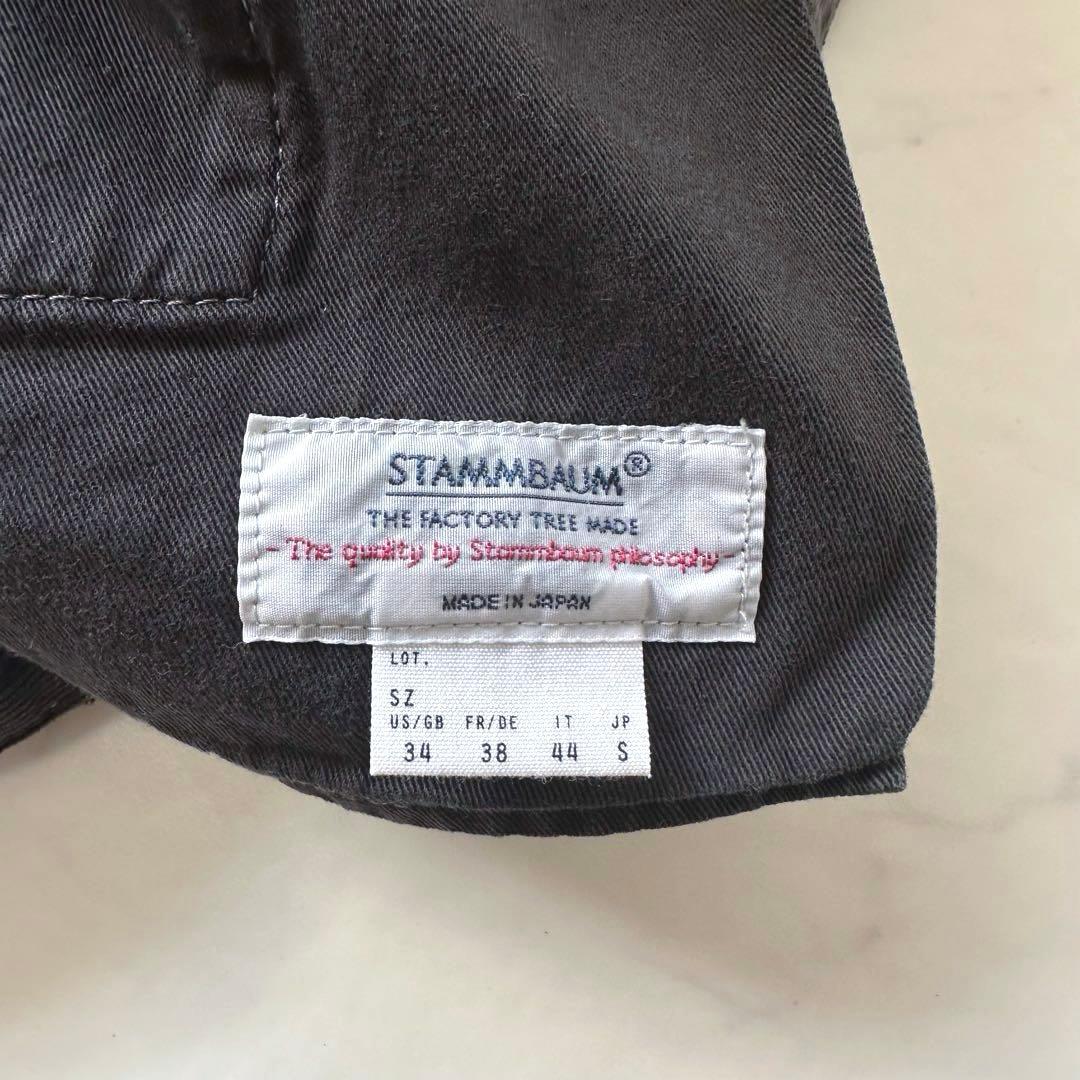 STAMMBAUM®
THE FACTORY TREE MADE
- The quality by Stammbaum philosophy -
MADE IN JAPAN
LOT.
SZ
US/GB FR/DE IT JP
34 38 44 S